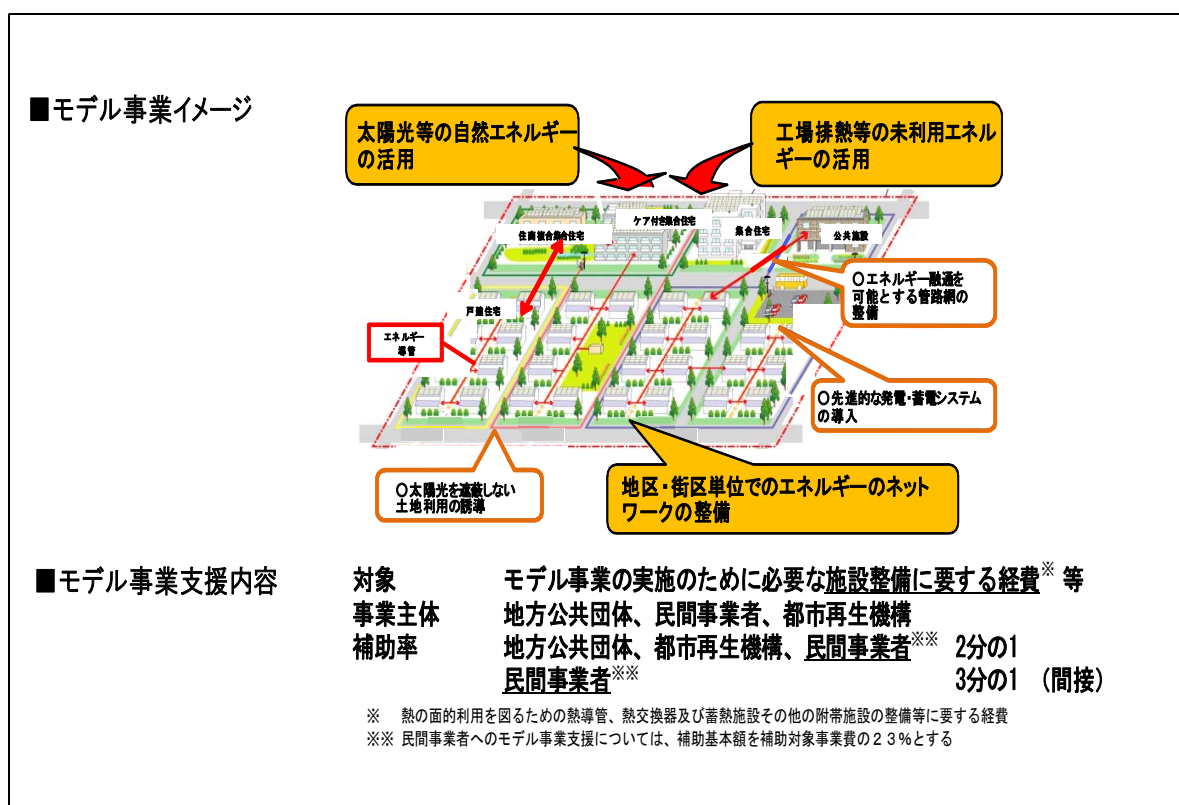 ■モデル事業イメージ
太陽光等の自然エネルギー
の活用
工場排熱等の未利用エネル
ギーの活用
ケア付き集合住宅
住商複合集合住宅
集合住宅
公共施設
○エネルギー融通を
可能とする管路網の
整備
戸建住宅
エネルギー
導管
○先進的な発電・蓄電システム
の導入
○太陽光を遮蔽しない
土地利用の誘導
地区・街区単位でのエネルギーのネット
ワークの整備
■モデル事業支援内容
対象 モデル事業の実施のために必要な施設整備に要する経費※ 等
事業主体 地方公共団体、民間事業者、都市再生機構
補助率 地方公共団体、都市再生機構、民間事業者※※ 2分の1
民間事業者※※ 3分の1 （間接）
※ 熱の面的利用を図るための熱導管、熱交換器及び蓄熱施設その他の附帯施設の整備等に要する経費
※※ 民間事業者へのモデル事業支援については、補助基本額を補助対象事業費の２３％とする